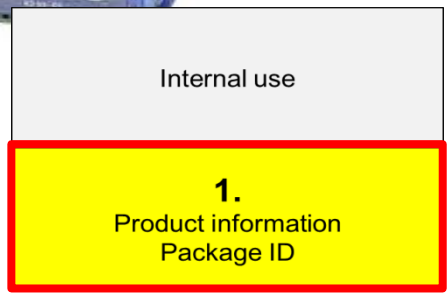 Internal use
1.
Product information
Package ID